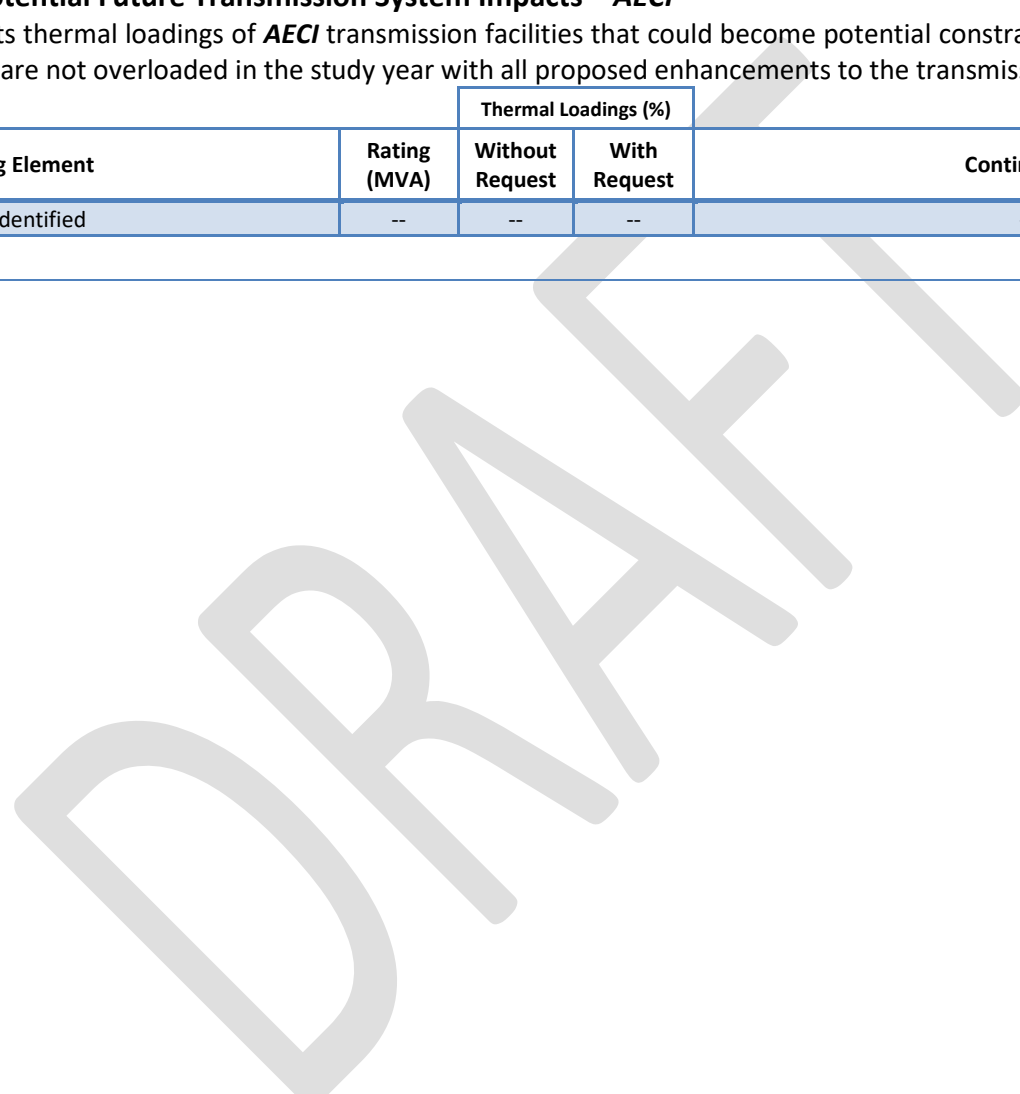 Potential Future Transmission System Impacts – AECI
ts thermal loadings of AECI transmission facilities that could become potential constra
are not overloaded in the study year with all proposed enhancements to the transmis
Thermal Loadings (%)
g Element Rating (MVA) Without Request With Request Contin
dentified -- -- --
DRAFT